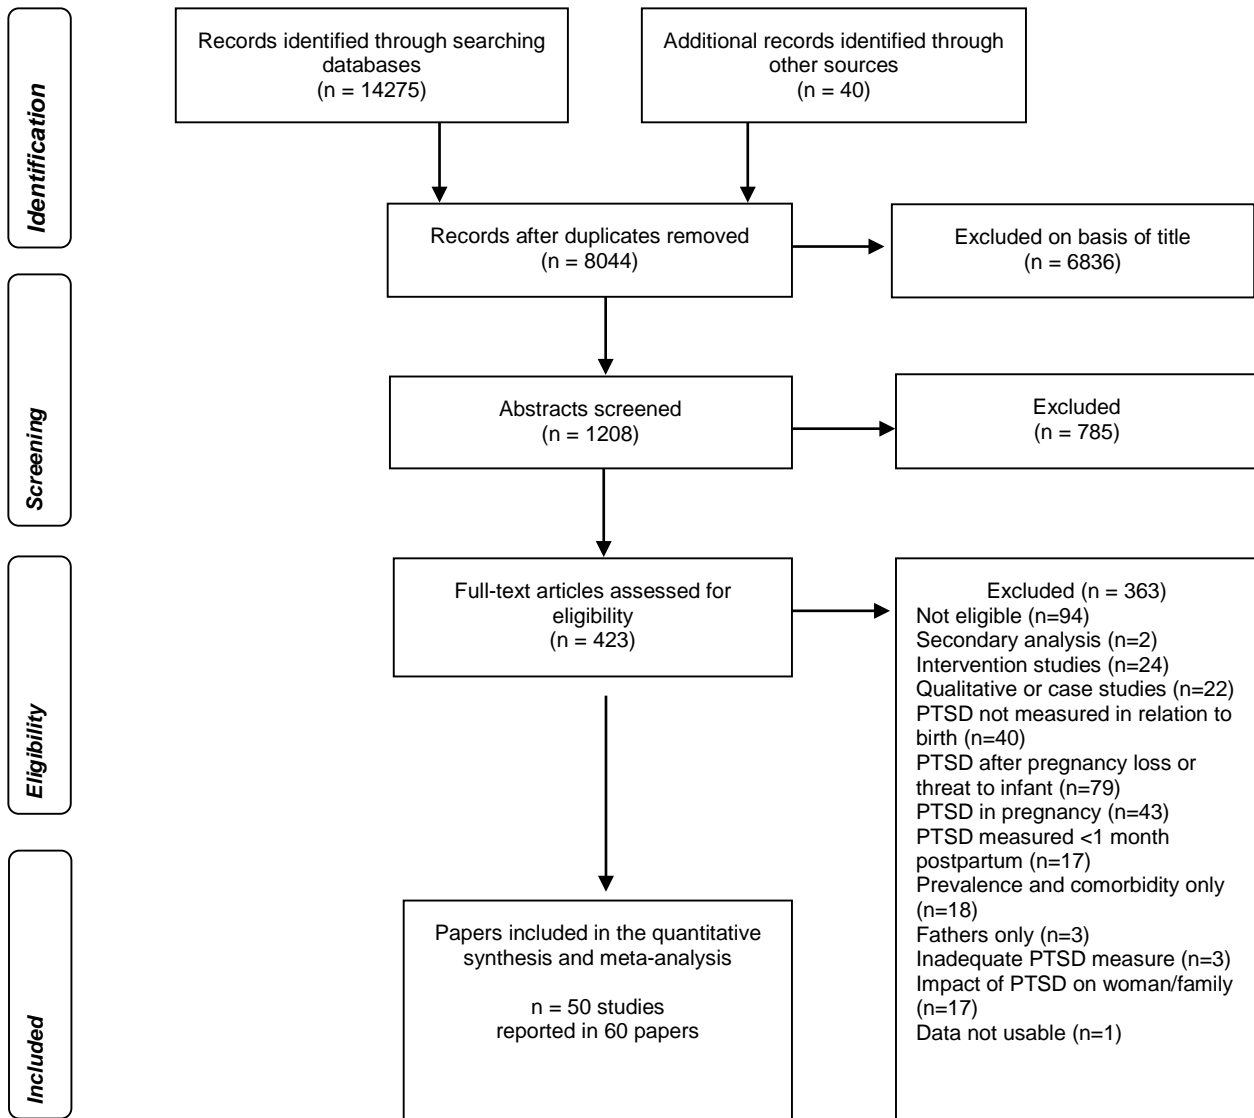 Identification
Records identified through searching
databases
(n = 14275)
Additional records identified through
other sources
(n = 40)
Records after duplicates removed
(n = 8044)
Excluded on basis of title
(n = 6836)
Screening
Abstracts screened
(n = 1208)
Excluded
(n = 785)
Eligibility
Full-text articles assessed for
eligibility
(n = 423)
Excluded (n = 363)
Not eligible (n=94)
Secondary analysis (n=2)
Intervention studies (n=24)
Qualitative or case studies (n=22)
PTSD not measured in relation to
birth (n=40)
PTSD after pregnancy loss or
threat to infant (n=79)
PTSD in pregnancy (n=43)
PTSD measured <1 month
postpartum (n=17)
Prevalence and comorbidity only
(n=18)
Fathers only (n=3)
Inadequate PTSD measure (n=3)
Impact of PTSD on woman/family
(n=17)
Data not usable (n=1)
Included
Papers included in the quantitative
synthesis and meta-analysis
n = 50 studies
reported in 60 papers